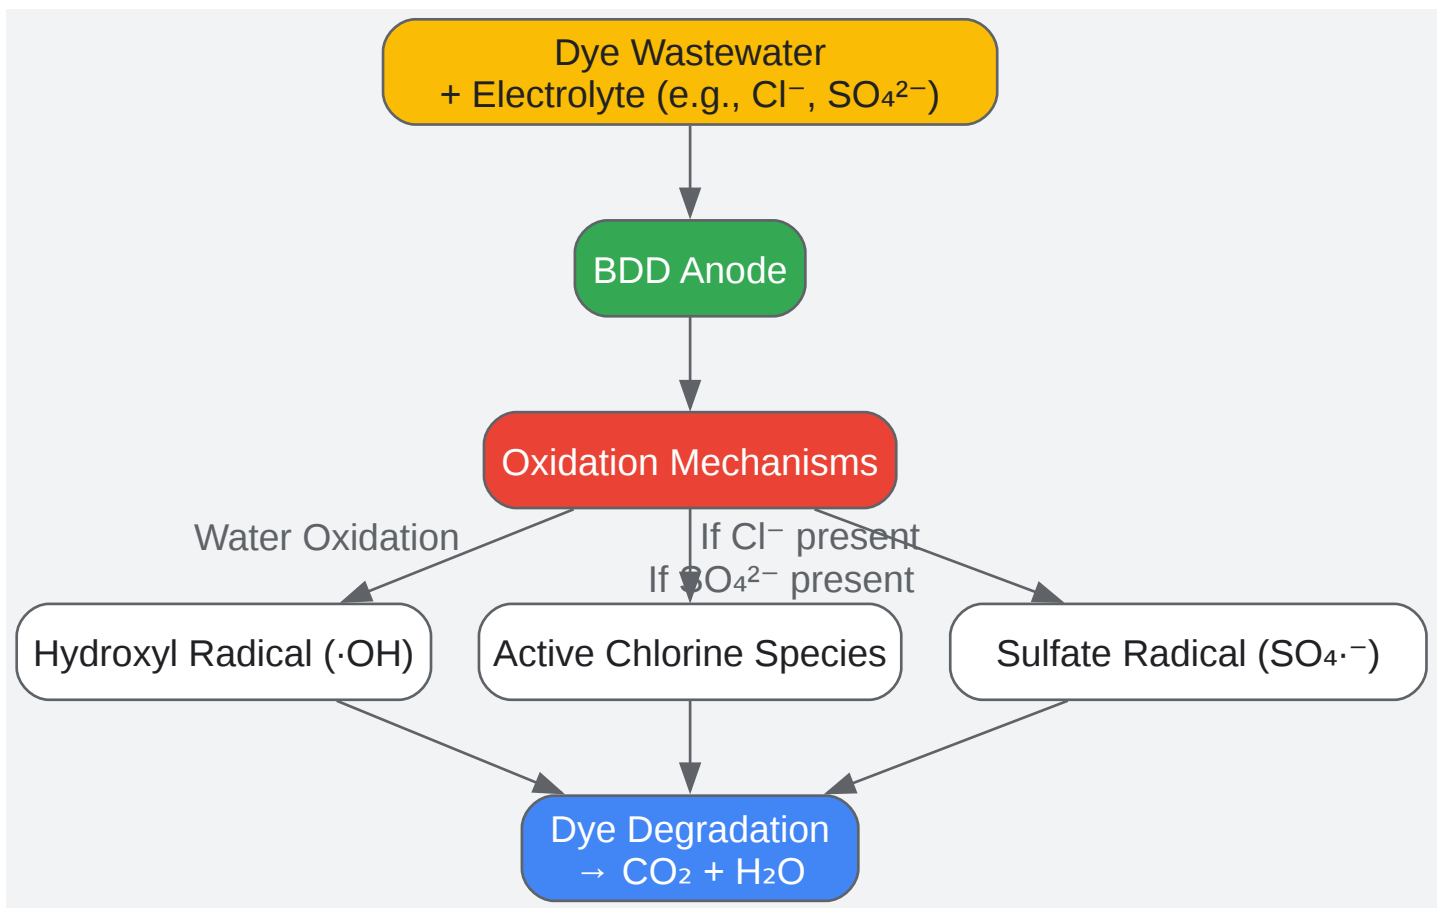 Dye Wastewater
+ Electrolyte (e.g., Cl⁻, SO₄²⁻)
BDD Anode
Oxidation Mechanisms
Water Oxidation
If Cl⁻ present
If SO₄²⁻ present
Hydroxyl Radical (·OH)
Active Chlorine Species
Sulfate Radical (SO₄·⁻)
Dye Degradation
→ CO₂ + H₂O